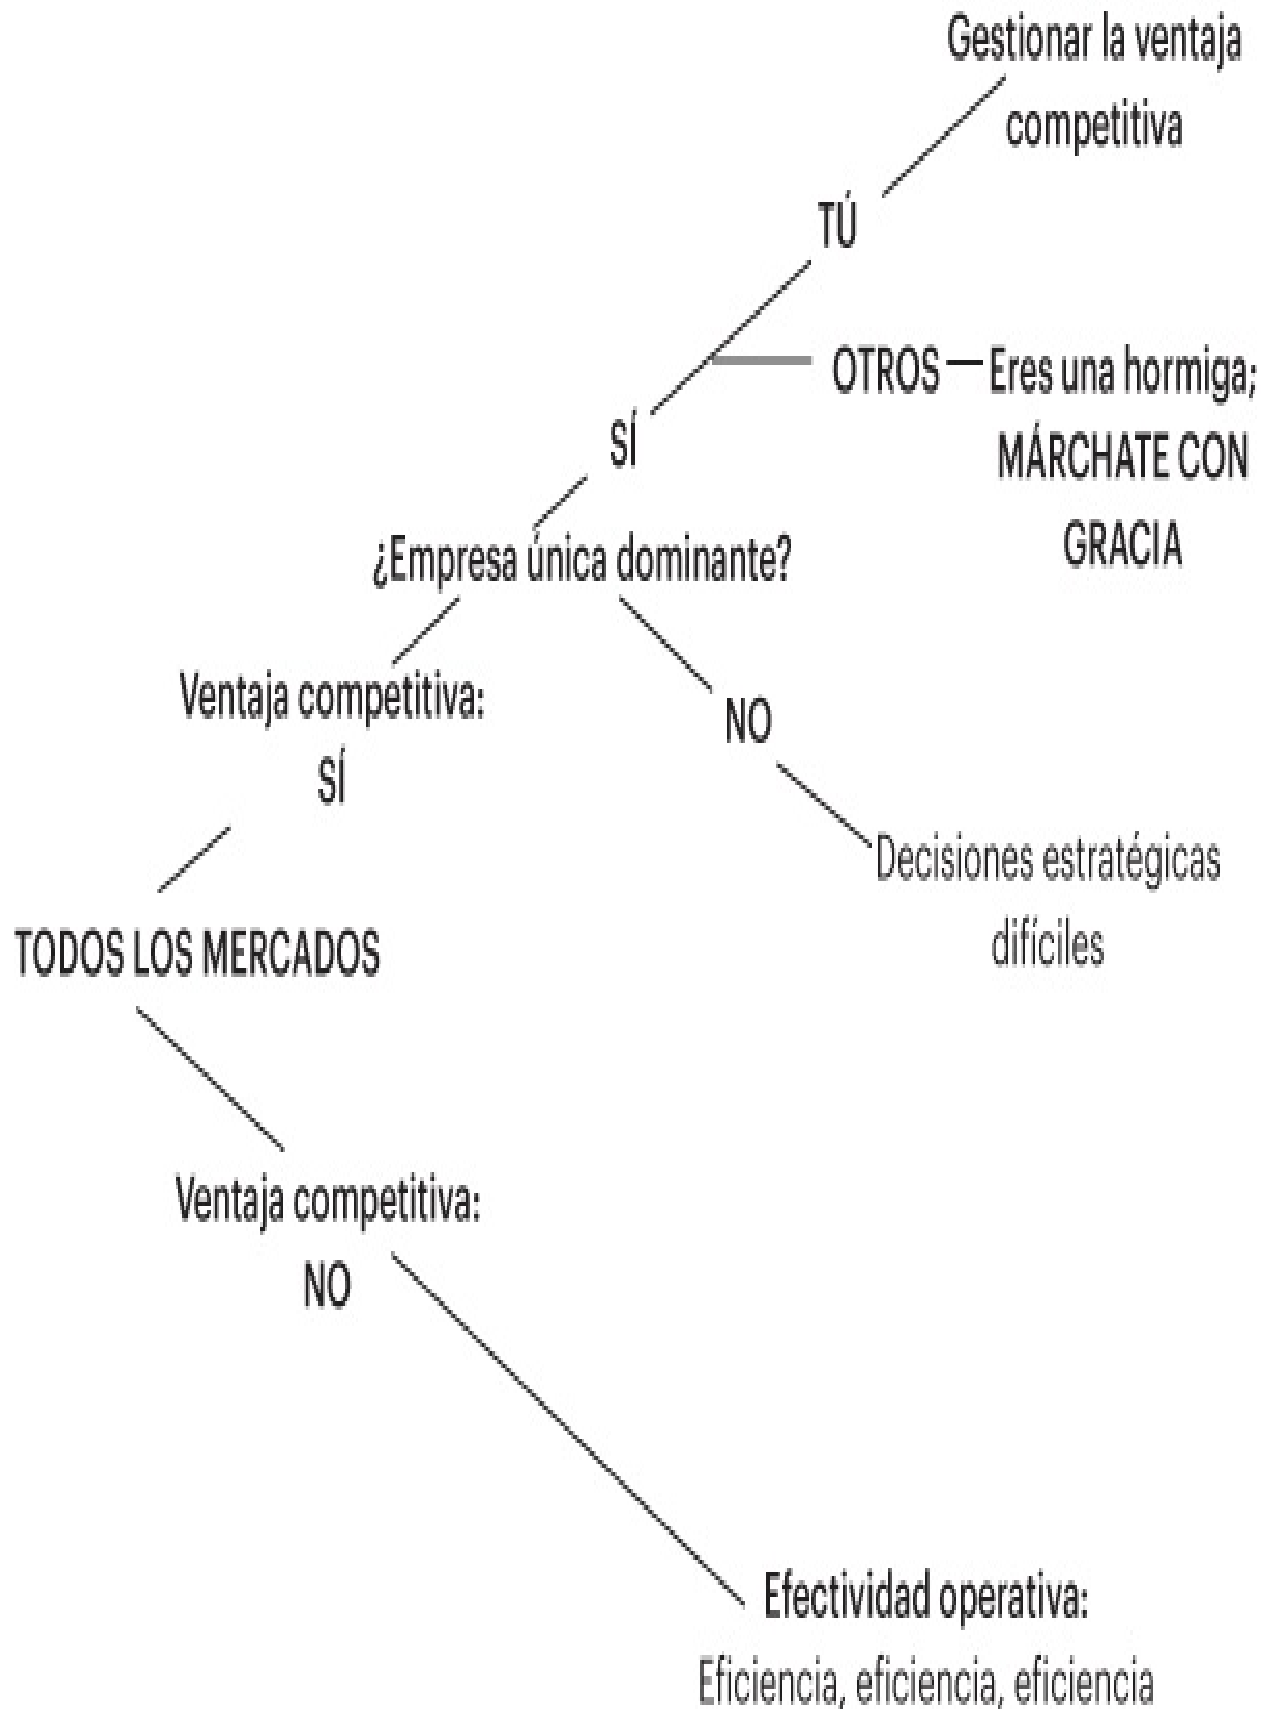 Gestionar la ventaja
competitiva
TÚ
OTROS — Eres una hormiga;
MÁRCHATE CON
GRACIA
SÍ
¿Empresa única dominante?
Ventaja competitiva:
SÍ
NO
Decisiones estratégicas
difíciles
TODOS LOS MERCADOS
Ventaja competitiva:
NO
Efectividad operativa:
Eficiencia, eficiencia, eficiencia